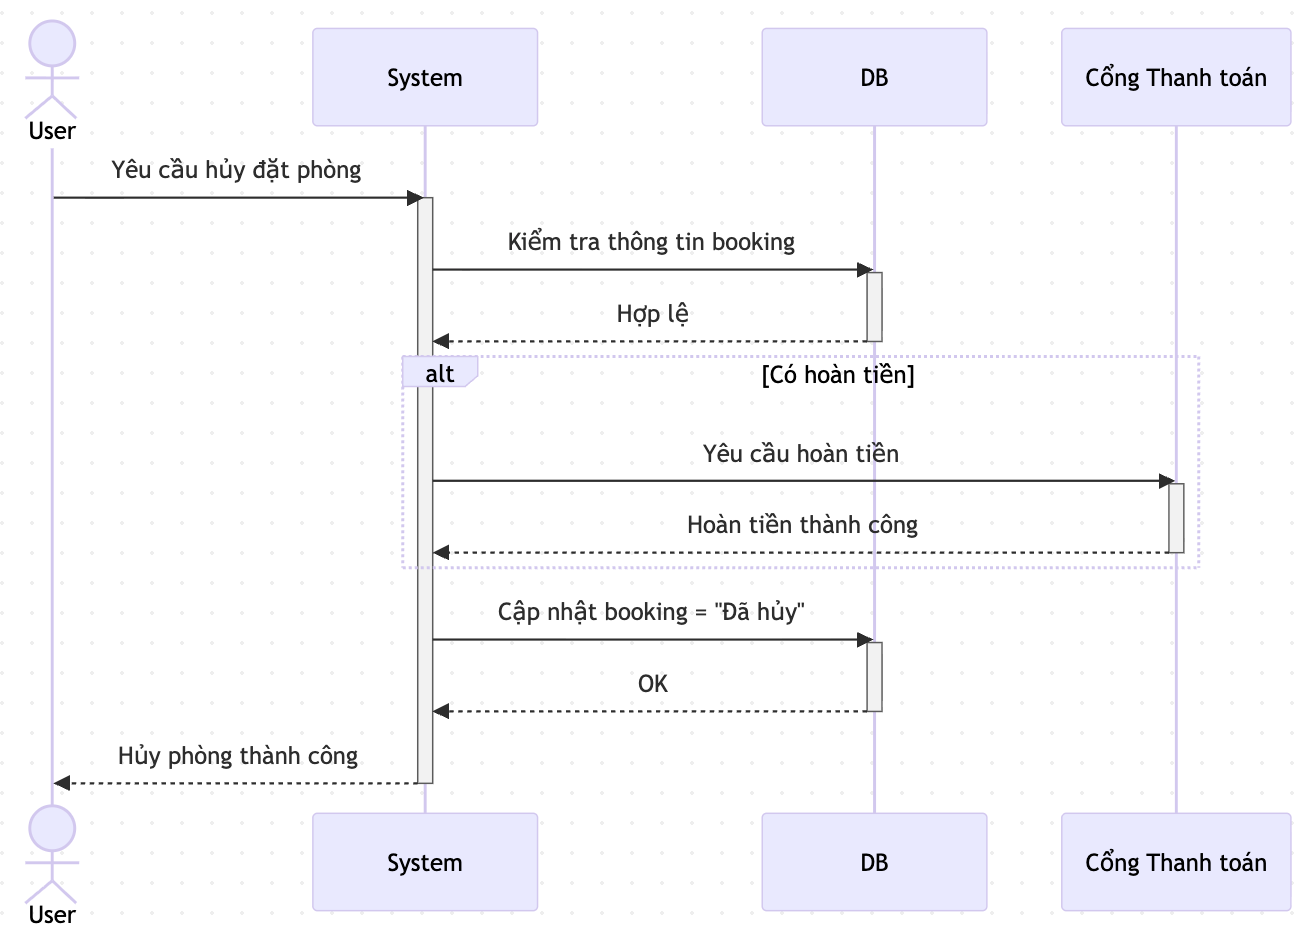 User
System
DB
Cổng Thanh toán
Yêu cầu hủy đặt phòng
Kiểm tra thông tin booking
Hợp lệ
alt
[Có hoàn tiền]
Yêu cầu hoàn tiền
Hoàn tiền thành công
Cập nhật booking = "Đã hủy"
OK
Hủy phòng thành công
User
System
DB
Cổng Thanh toán